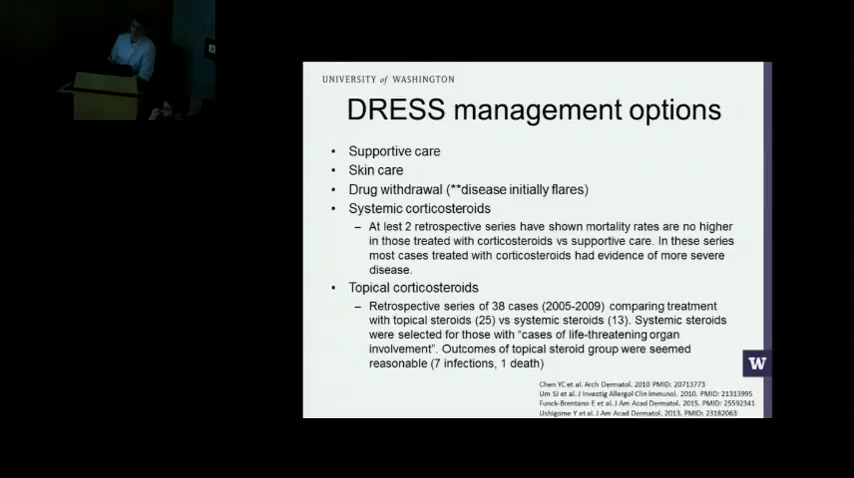 UNIVERSITY of WASHINGTON
DRESS management options
• Supportive care
• Skin care
• Drug withdrawal (**disease initially flares)
• Systemic corticosteroids
– At lest 2 retrospective series have shown mortality rates are no higher
in those treated with corticosteroids vs supportive care. In these series
most cases treated with corticosteroids had evidence of more severe
disease.
• Topical corticosteroids
– Retrospective series of 38 cases (2005-2009) comparing treatment
with topical steroids (25) vs systemic steroids (13). Systemic steroids
were selected for those with “cases of life-threatening organ
involvement”. Outcomes of topical steroid group were seemed
reasonable (7 infections, 1 death)
W
Chen YC et al. Arch Dermatol. 2010 PMID: 20713773
Um SJ et al. J Investig Allergol Clin Immunol. 2010. PMID: 21313995
Funck-Brentano E et al. J Am Acad Dermatol. 2015. PMID: 25592341
Ushigome Y et al. J Am Acad Dermatol. 2013. PMID: 23182063